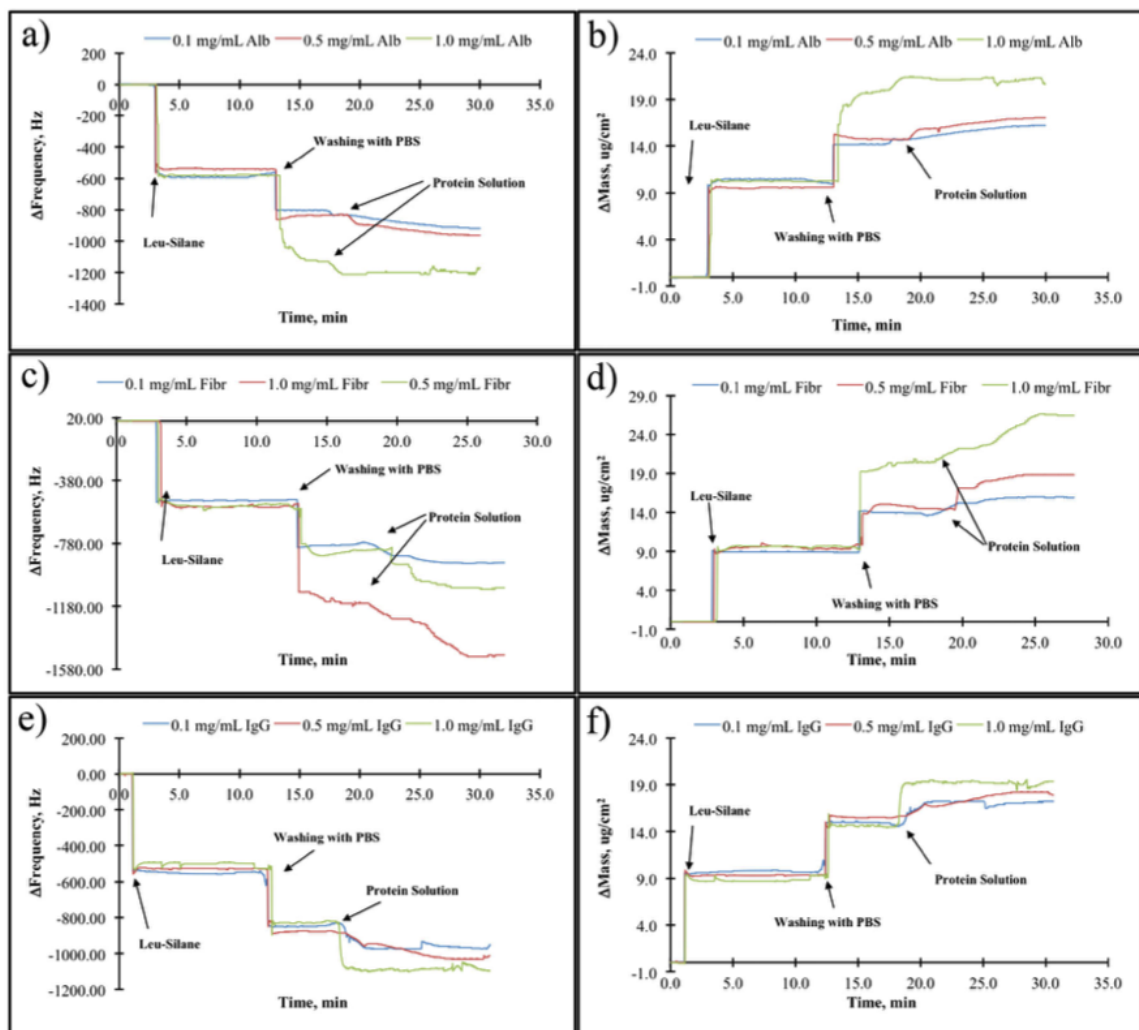 a)
0.1 mg/mL Alb 0.5 mg/mL Alb 1.0 mg/mL Alb
200
0
-200
-400
-600
-800
-1000
-1200
-1400
0.0 5.0 10.0 15.0 20.0 25.0 30.0 35.0
ΔFrequency, Hz
Washing with PBS
Protein Solution
Leu-Silane
Time, min
b)
0.1 mg/mL Alb 0.5 mg/mL Alb 1.0 mg/mL Alb
24.0
19.0
14.0
9.0
4.0
-1.0
ΔMass, ug/cm²
Leu-Silane
Protein Solution
Washing with PBS
0.0 5.0 10.0 15.0 20.0 25.0 30.0 35.0
Time, min
c)
0.1 mg/mL Fibr 1.0 mg/mL Fibr 0.5 mg/mL Fibr
20.00
-380.00
-780.00
-1180.00
-1580.00
0.0 5.0 10.0 15.0 20.0 25.0 30.0
ΔFrequency, Hz
Washing with PBS
Protein Solution
Leu-Silane
Time, min
d)
0.1 mg/mL Fibr 0.5 mg/mL Fibr 1.0 mg/mL Fibr
29.0
24.0
19.0
14.0
9.0
4.0
-1.0
ΔMass, ug/cm²
Leu-Silane
Protein Solution
Washing with PBS
0.0 5.0 10.0 15.0 20.0 25.0 30.0
Time, min
e)
0.1 mg/mL IgG 0.5 mg/mL IgG 1.0 mg/mL IgG
200.00
0.00
-200.00
-400.00
-600.00
-800.00
-1000.00
-1200.00
0.0 5.0 10.0 15.0 20.0 25.0 30.0 35.0
ΔFrequency, Hz
Washing with PBS
Protein Solution
Leu-Silane
Time, min
f)
0.1 mg/mL IgG 0.5 mg/mL IgG 1.0 mg/mL IgG
24.0
19.0
14.0
9.0
4.0
-1.0
ΔMass, ug/cm²
Leu-Silane
Protein Solution
Washing with PBS
0.0 5.0 10.0 15.0 20.0 25.0 30.0 35.0
Time, min